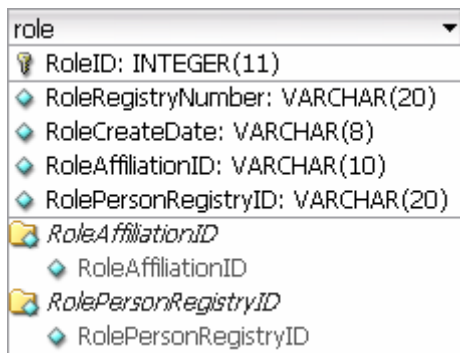 role
RoleID: INTEGER(11)
RoleRegistryNumber: VARCHAR(20)
RoleCreateDate: VARCHAR(8)
RoleAffiliationID: VARCHAR(10)
RolePersonRegistryID: VARCHAR(20)
RoleAffiliationID
RoleAffiliationID
RolePersonRegistryID
RolePersonRegistryID